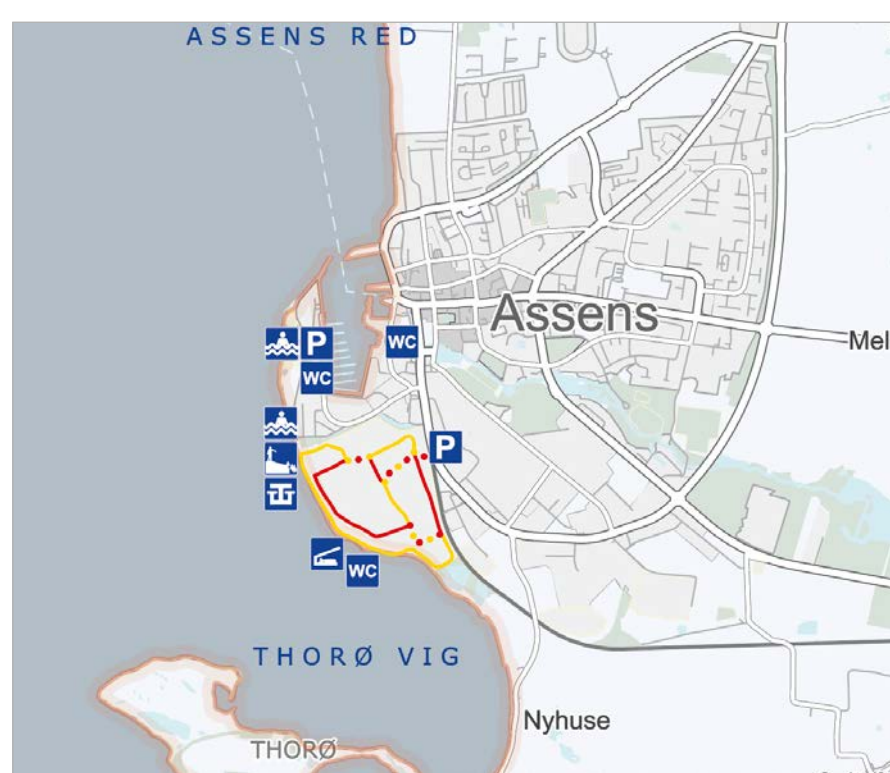 ASSENS RED
Assens
P
WC
WC
Mel
P
WC
THORØ VIG
Nyhuse
THORØ